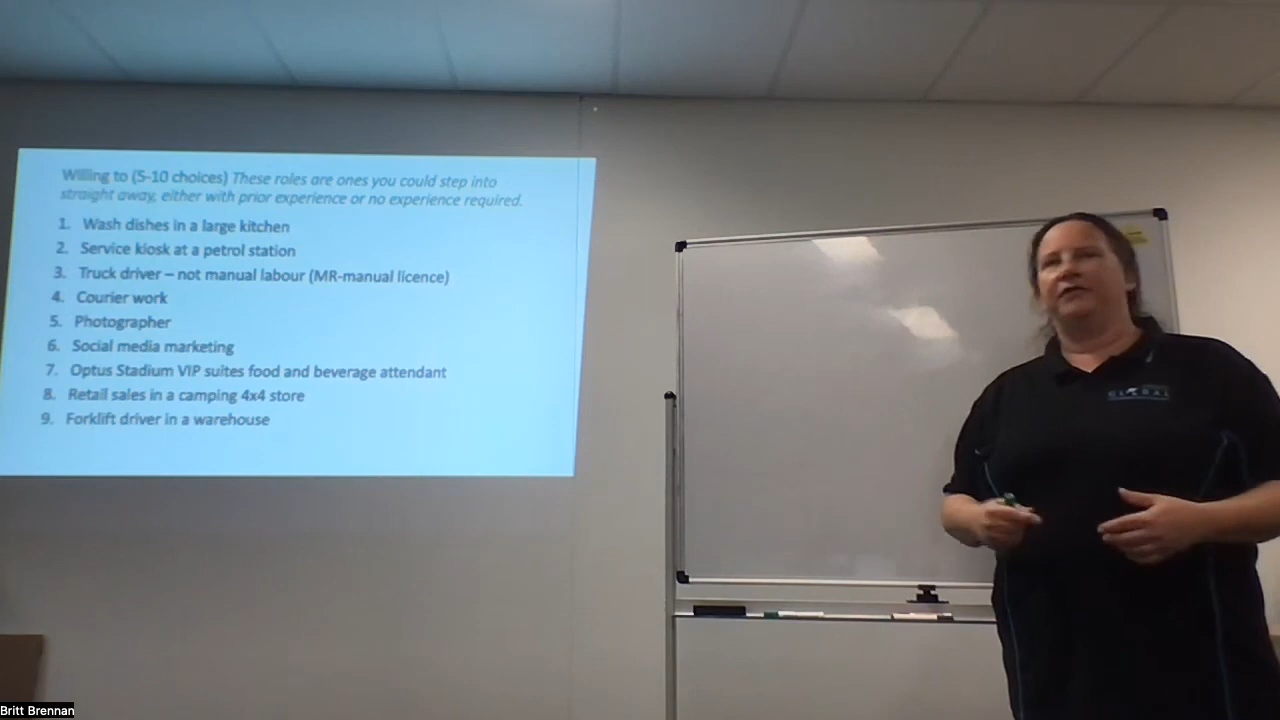 Willing to (5-10 choices) These roles are ones you could step into
straight away, either with prior experience or no experience required.
1. Wash dishes in a large kitchen
2. Service kiosk at a petrol station
3. Truck driver – not manual labour (MR-manual licence)
4. Courier work
5. Photographer
6. Social media marketing
7. Optus Stadium VIP suites food and beverage attendant
8. Retail sales in a camping 4x4 store
9. Forklift driver in a warehouse
GLOBAL
Britt Brennan